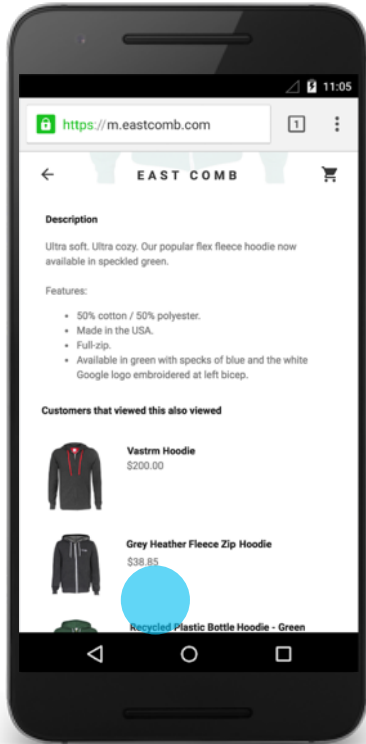 11:05
https://m.eastcomb.com
1
EAST COMB
Description
Ultra soft. Ultra cozy. Our popular flex fleece hoodie now
available in speckled green.
Features:
• 50% cotton / 50% polyester.
• Made in the USA.
• Full-zip.
• Available in green with specks of blue and the white
Google logo embroidered at left bicep.
Customers that viewed this also viewed
Vastrm Hoodie
$200.00
Grey Heather Fleece Zip Hoodie
$38.85
Recycled Plastic Bottle Hoodie - Green